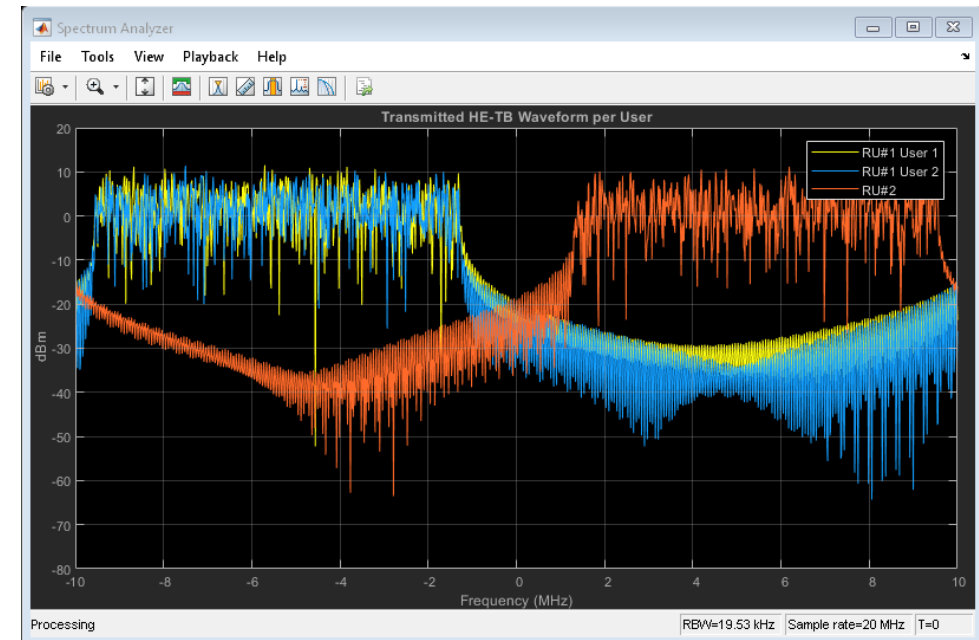 Spectrum Analyzer
File Tools View Playback Help
Transmitted HE-TB Waveform per User
RU#1 User 1
RU#1 User 2
RU#2
20
10
0
-10
-20
-30
-40
-50
-60
-70
-80
dBm
-10 -8 -6 -4 -2 0 2 4 6 8 10
Frequency (MHz)
Processing RBW=19.53 kHz Sample rate=20 MHz T=0